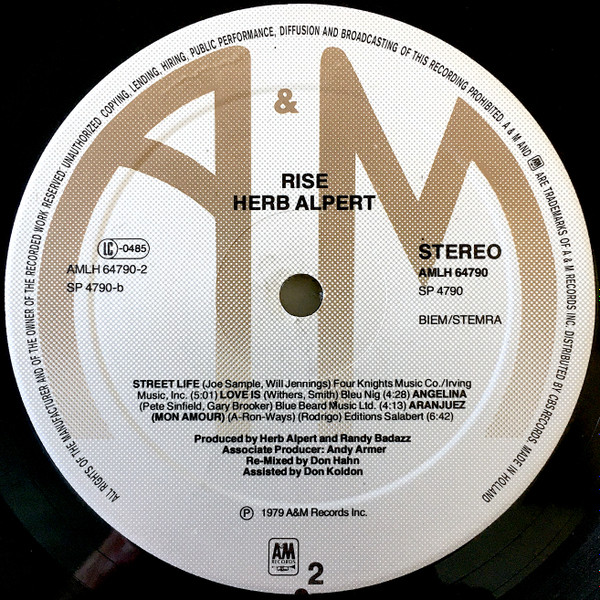 ALL RIGHTS OF THE MANUFACTURER AND OF THE OWNER OF THE RECORDED WORK RESERVED. UNAUTHORIZED COPYING, LENDING, HIRING, PUBLIC PERFORMANCE, DIFFUSION AND BROADCASTING OF THIS RECORDING PROHIBITED. A & M AND A&M RECORDS ARE TRADEMARKS OF A & M RECORDS INC. DISTRIBUTED BY CBS RECORDS. MADE IN HOLLAND
A & M
RISE
HERB ALPERT
LC-0485
AMLH 64790-2
SP 4790-b
STEREO
AMLH 64790
SP 4790
BIEM/STEMRA
STREET LIFE (Joe Sample, Will Jennings) Four Knights Music Co./Irving
Music, Inc. (5:01) LOVE IS (Withers, Smith) Bleu Nig (4:28) ANGELINA
(Pete Sinfield, Gary Brooker) Blue Beard Music Ltd. (4:13) ARANJUEZ
(MON AMOUR) (A-Ron-Ways) (Rodrigo) Editions Salabert (6:42)
Produced by Herb Alpert and Randy Badazz
Associate Producer: Andy Armer
Re-Mixed by Don Hahn
Assisted by Don Koldon
℗ 1979 A&M Records Inc.
A&M
RECORDS
2